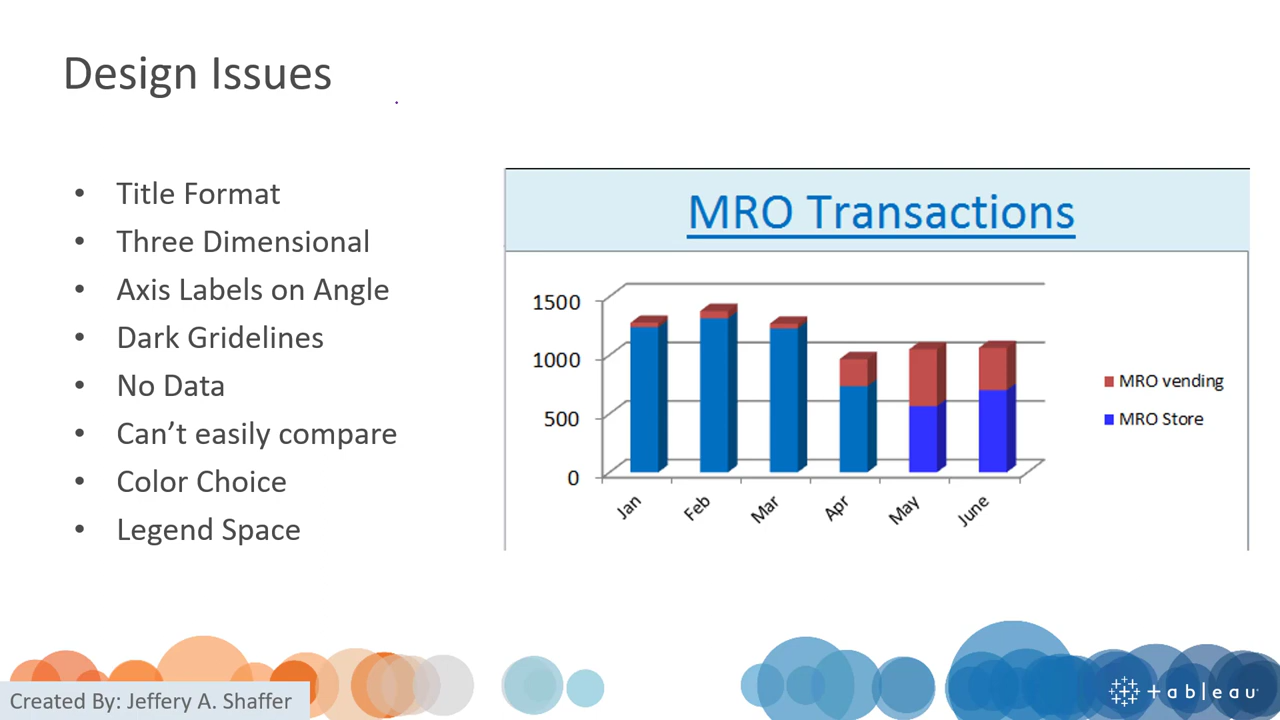 Design Issues
• Title Format
• Three Dimensional
• Axis Labels on Angle
• Dark Gridelines
• No Data
• Can’t easily compare
• Color Choice
• Legend Space
MRO Transactions
1500
1000
500
0
Jan
Feb
Mar
Apr
May
June
MRO vending
MRO Store
Created By: Jeffery A. Shaffer
tableau